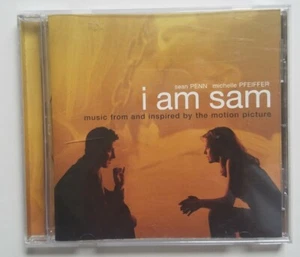 sean PENN michelle PFEIFFER
i am sam
music from and inspired by the motion picture